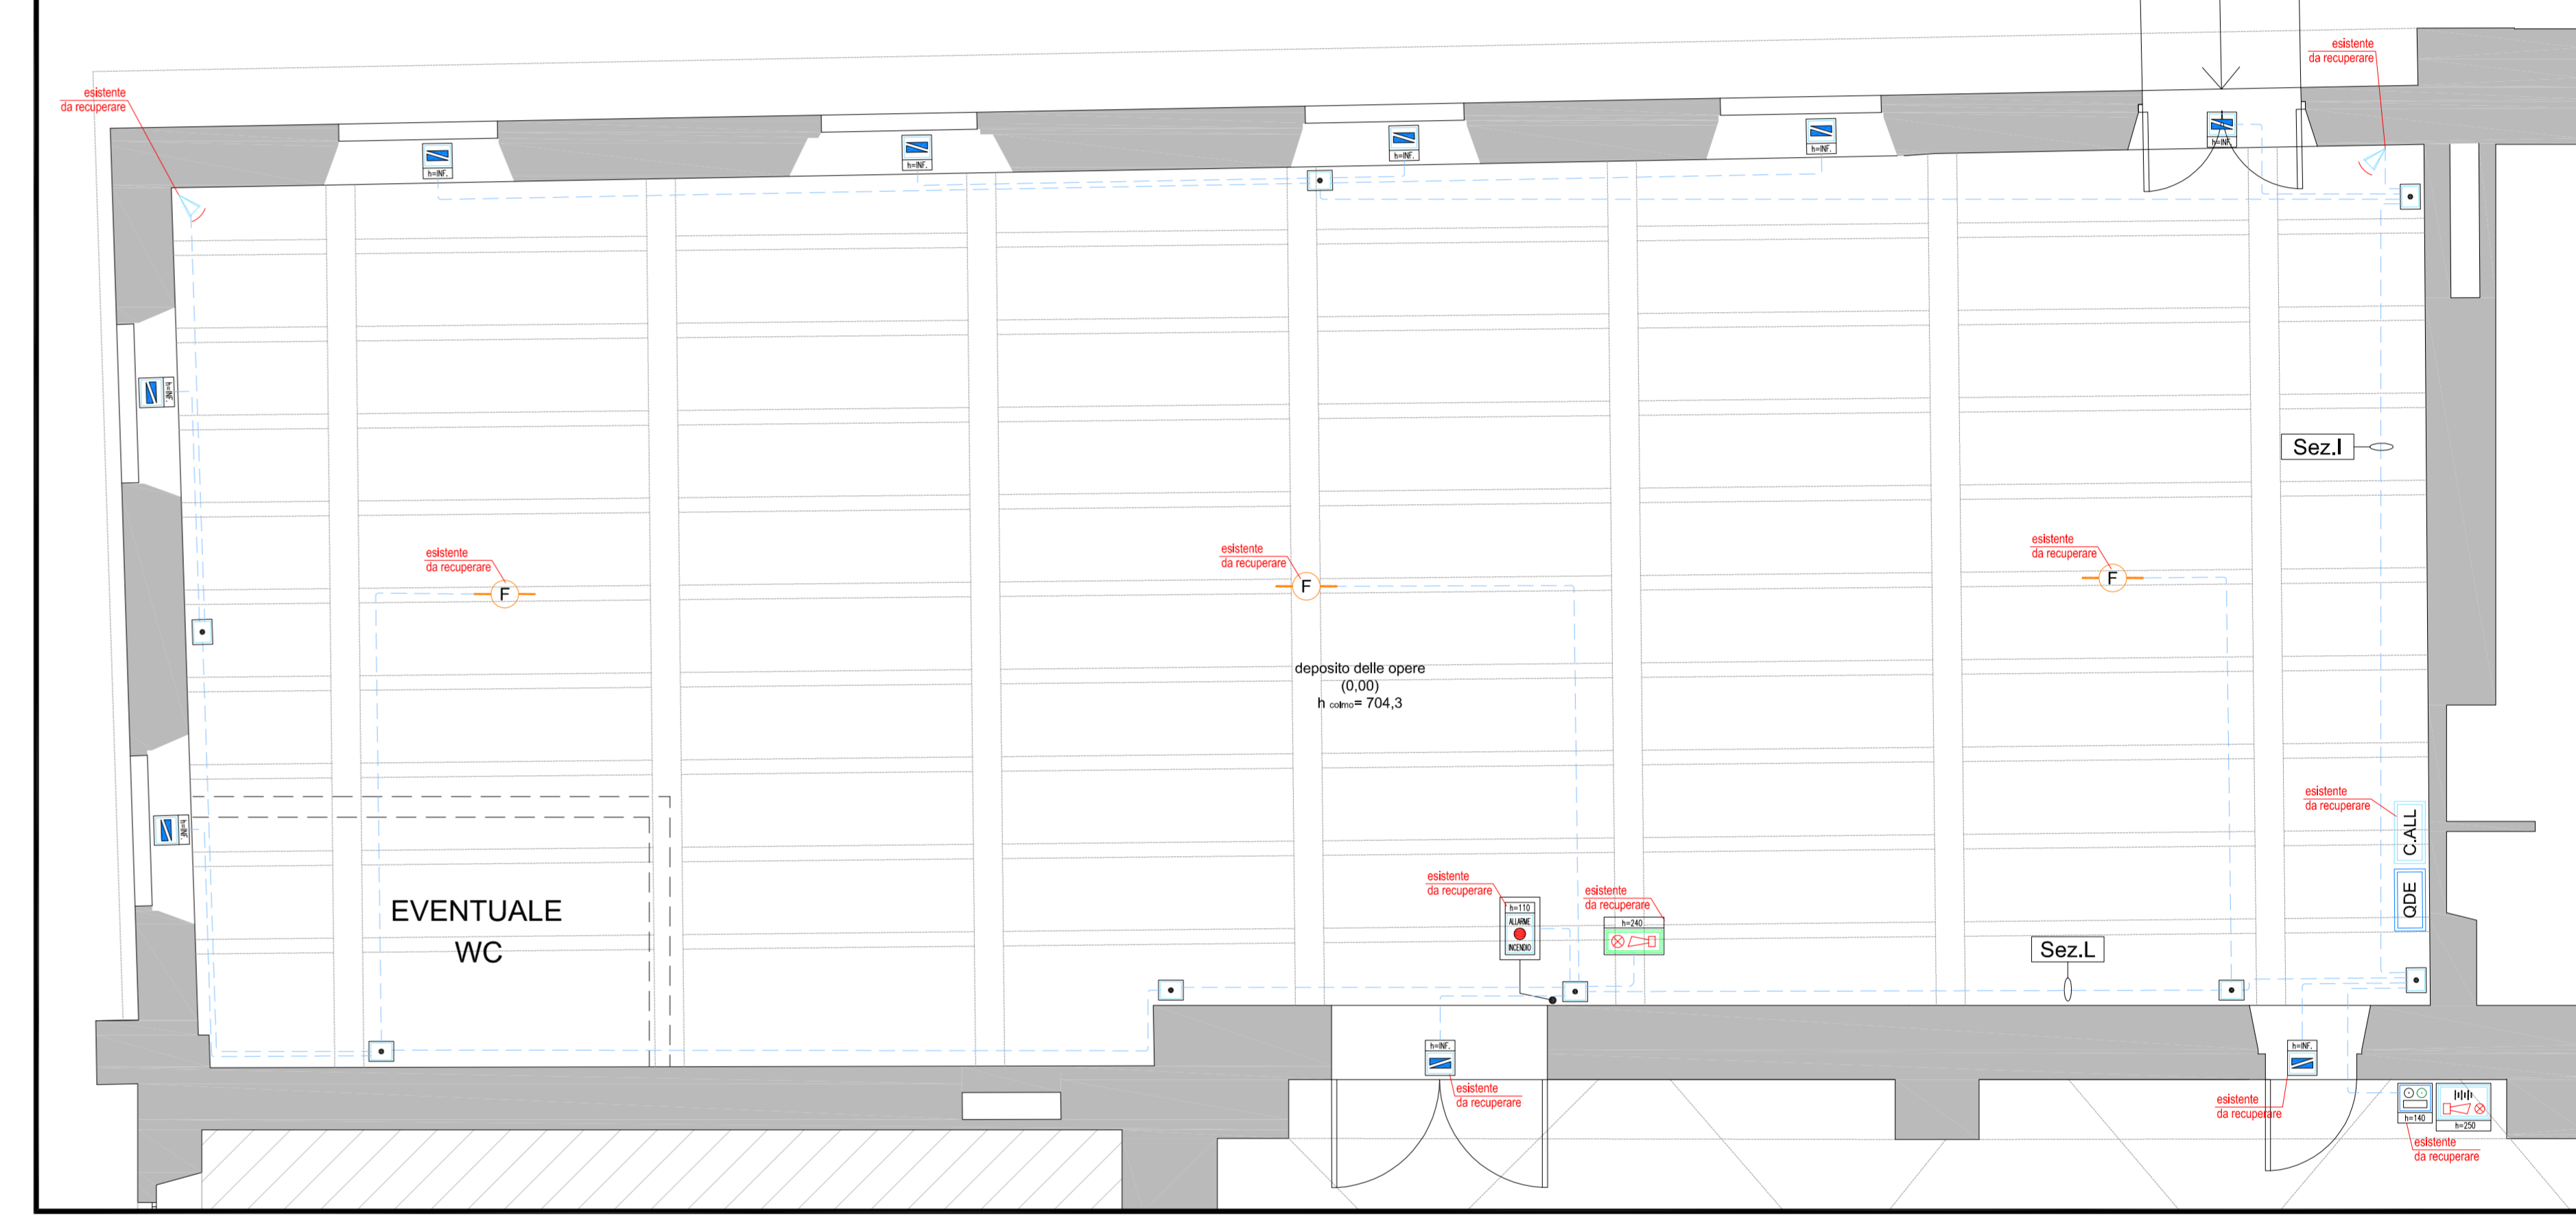 esistente
da recuperare
esistente
da recuperare
h=INF.
h=INF.
h=INF.
h=INF.
h=INF.
h=INF.
Sez.I
esistente
da recuperare
F
esistente
da recuperare
F
esistente
da recuperare
F
deposito delle opere
(0,00)
h colmo= 704,3
h=INF.
EVENTUALE
WC
esistente
da recuperare
C.ALL
QDE
esistente
da recuperare
h=110
ALLARME
INCENDIO
esistente
da recuperare
h=240
Sez.L
h=INF.
esistente
da recuperare
h=INF.
esistente
da recuperare
h=140
h=250
esistente
da recuperare